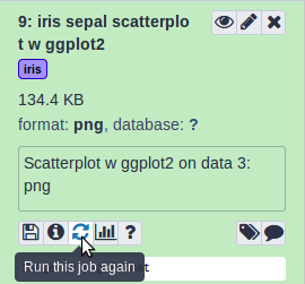 9: iris sepal scatterplo
t w ggplot2
iris
134.4 KB
format: png, database: ?
Scatterplot w ggplot2 on data 3:
png
?
Run this job again